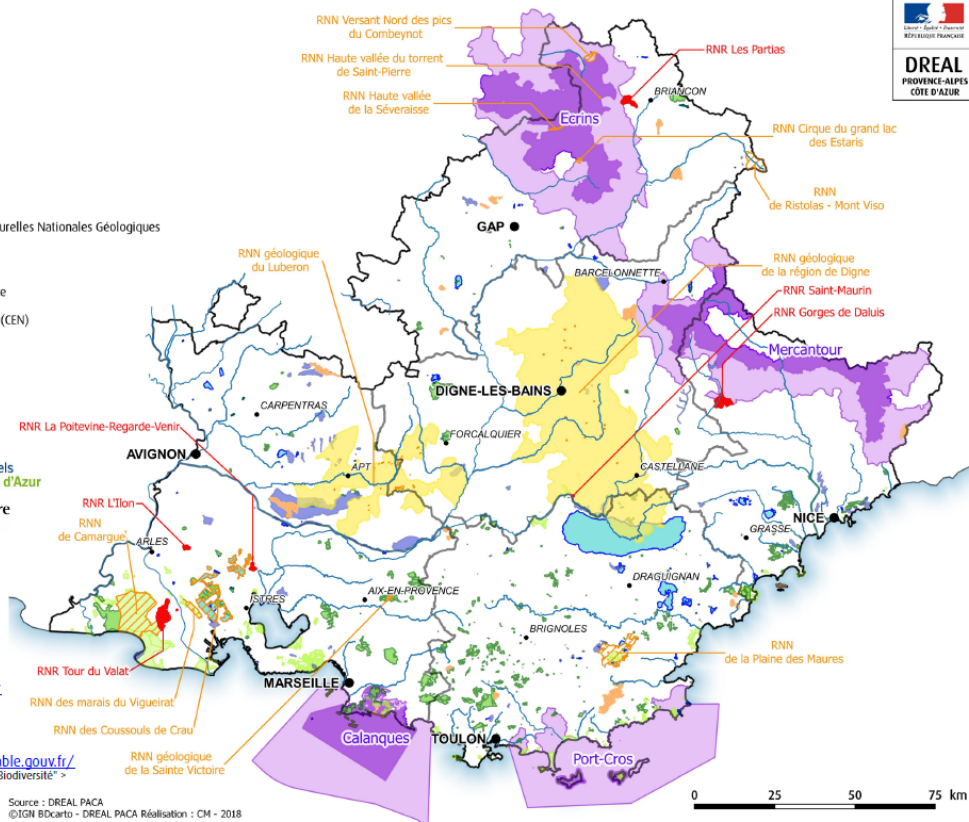 RÉPUBLIQUE FRANÇAISE
DREAL
PROVENCE-ALPES
CÔTE D'AZUR
RNN Versant Nord des pics
du Combeynot
RNN Haute vallée du torrent
de Saint-Pierre
RNN Haute vallée
de la Séveraisse
RNR Les Partias
BRIANÇON
Ecrins
RNN Cirque du grand lac
des Estaris
RNN
de Ristolas - Mont Viso
urelles Nationales Géologiques
GAP
RNN géologique
du Luberon
BARCELONNETTE
RNN géologique
de la région de Digne
RNR Saint-Maurin
RNR Gorges de Daluis
e
(CEN)
Mercantour
DIGNE-LES-BAINS
CARPENTRAS
RNR La Poitevine-Regarde-Venir
FORCALQUIER
AVIGNON
APT
CASTELLANE
els
d'Azur
re
RNR L'Ilon
RNN
de Camargue
ARLES
NICE
GRASSE
DRAGUIGNAN
ISTRES
AIX-EN-PROVENCE
BRIGNOLES
RNN
de la Plaine des Maures
RNR Tour du Valat
MARSEILLE
RNN des marais du Vigueirat
RNN des Coussouls de Crau
Calanques
TOULON
Port-Cros
RNN géologique
de la Sainte Victoire
able.gouv.fr/
Biodiversité" >
Source : DREAL PACA
©IGN BDcarto - DREAL PACA Réalisation : CM - 2018
0 25 50 75 km